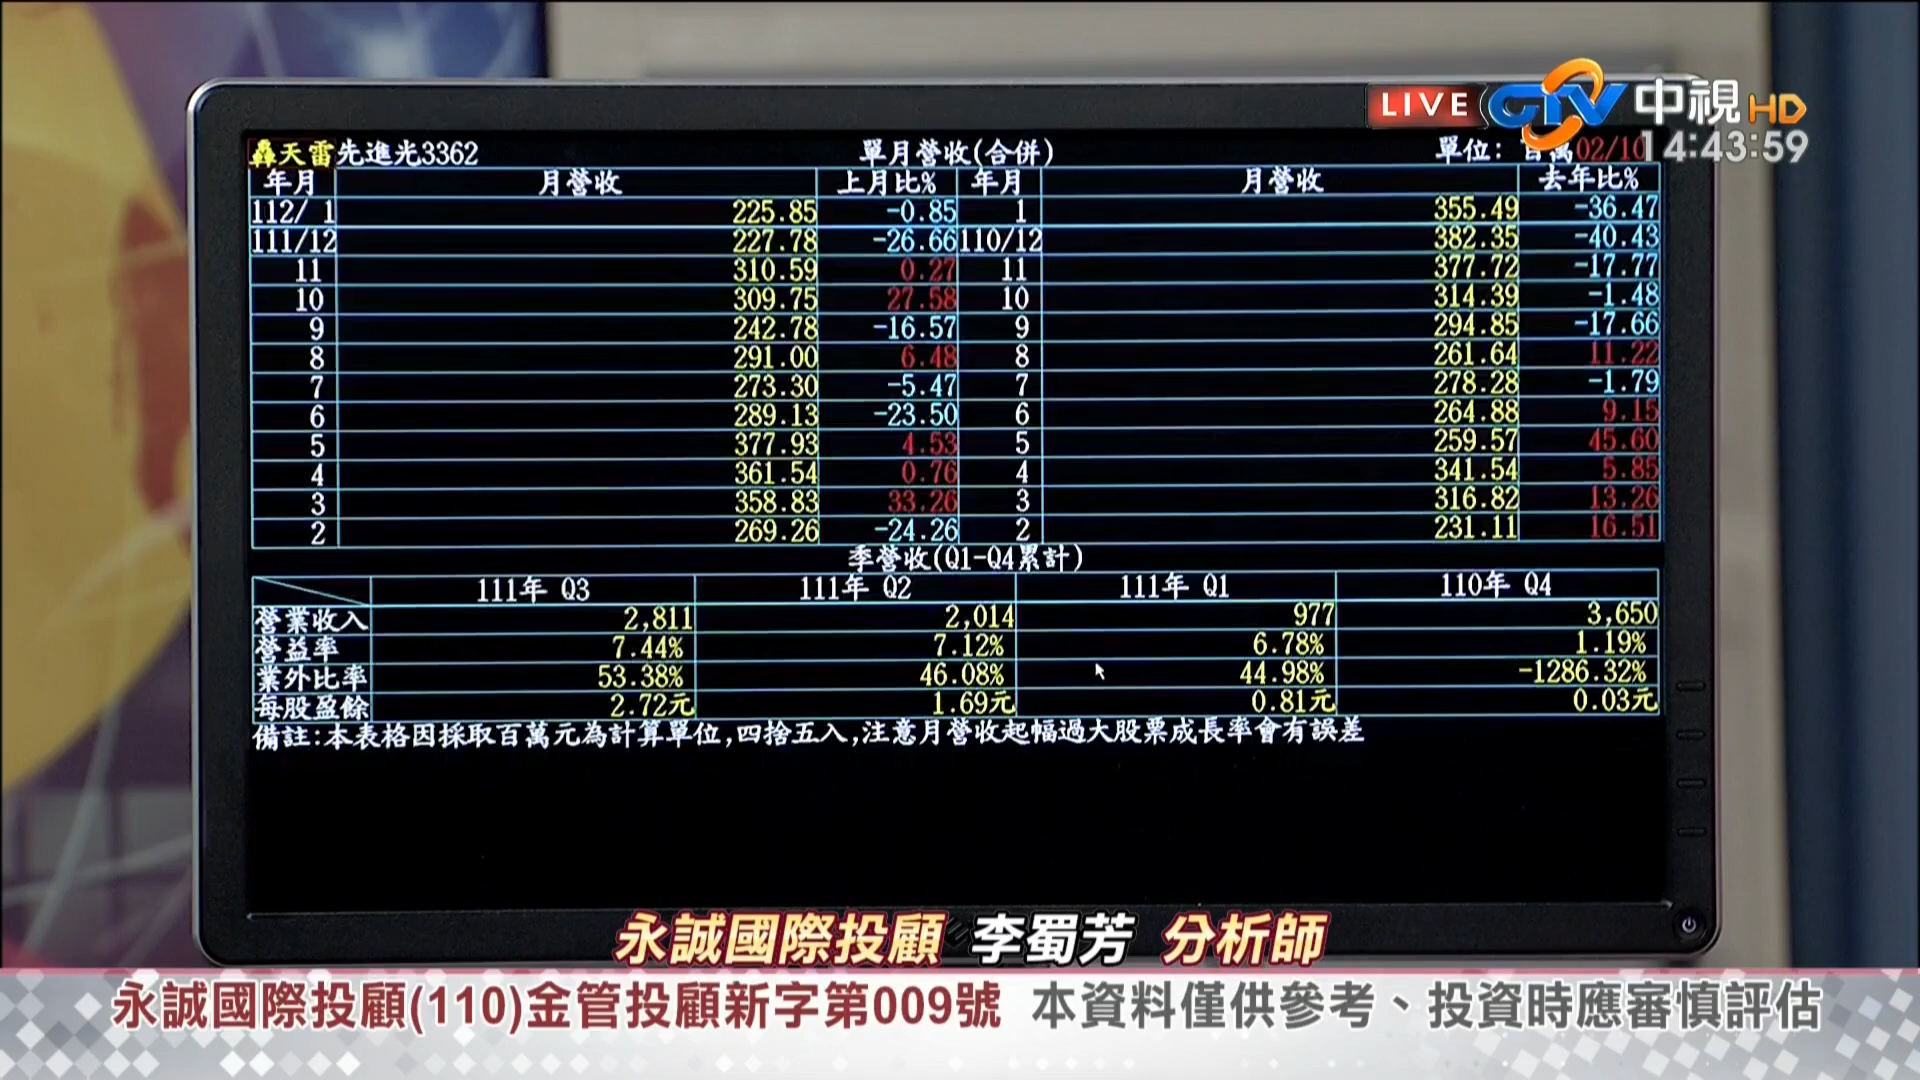 LIVE CTV 中視HD
14:43:59
轟天雷先進光3362 單月營收(合併) 單位: 百萬02/10
年月 月營收 上月比% 年月 月營收 去年比%
112/ 1 225.85 -0.85 1 355.49 -36.47
111/12 227.78 -26.66 110/12 382.35 -40.43
11 310.59 0.27 11 377.72 -17.77
10 309.75 27.58 10 314.39 -1.48
9 242.78 -16.57 9 294.85 -17.66
8 291.00 6.48 8 261.64 11.22
7 273.30 -5.47 7 278.28 -1.79
6 289.13 -23.50 6 264.88 9.15
5 377.93 4.53 5 259.57 45.60
4 361.54 0.76 4 341.54 5.85
3 358.83 33.26 3 316.82 13.26
2 269.26 -24.26 2 231.11 16.51
季營收(Q1-Q4累計)
111年 Q3 111年 Q2 111年 Q1 110年 Q4
營業收入 2,811 2,014 977 3,650
營益率 7.44% 7.12% 6.78% 1.19%
業外比率 53.38% 46.08% 44.98% -1286.32%
每股盈餘 2.72元 1.69元 0.81元 0.03元
備註:本表格因採取百萬元為計算單位,四捨五入,注意月營收起幅過大股票成長率會有誤差
永誠國際投顧 李蜀芳 分析師
永誠國際投顧(110)金管投顧新字第009號 本資料僅供參考、投資時應審慎評估